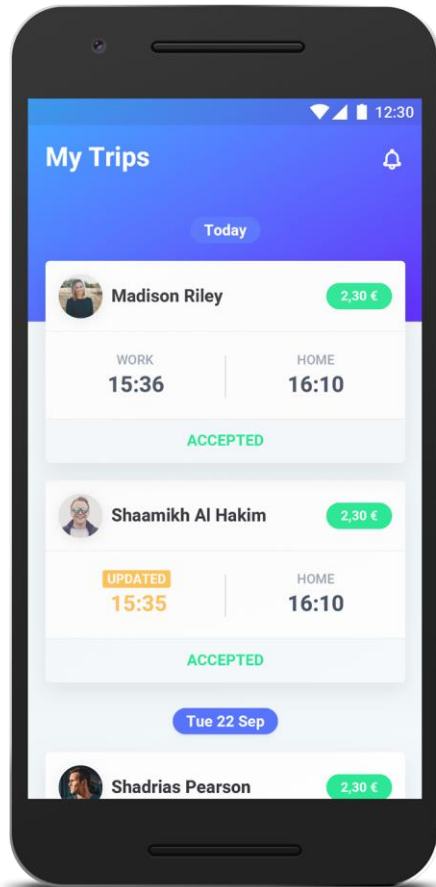 12:30
My Trips
Today
Madison Riley 2,30 €
WORK HOME
15:36 16:10
ACCEPTED
Shaamikh Al Hakim 2,30 €
UPDATED HOME
15:35 16:10
ACCEPTED
Tue 22 Sep
Shadrias Pearson 2,30 €